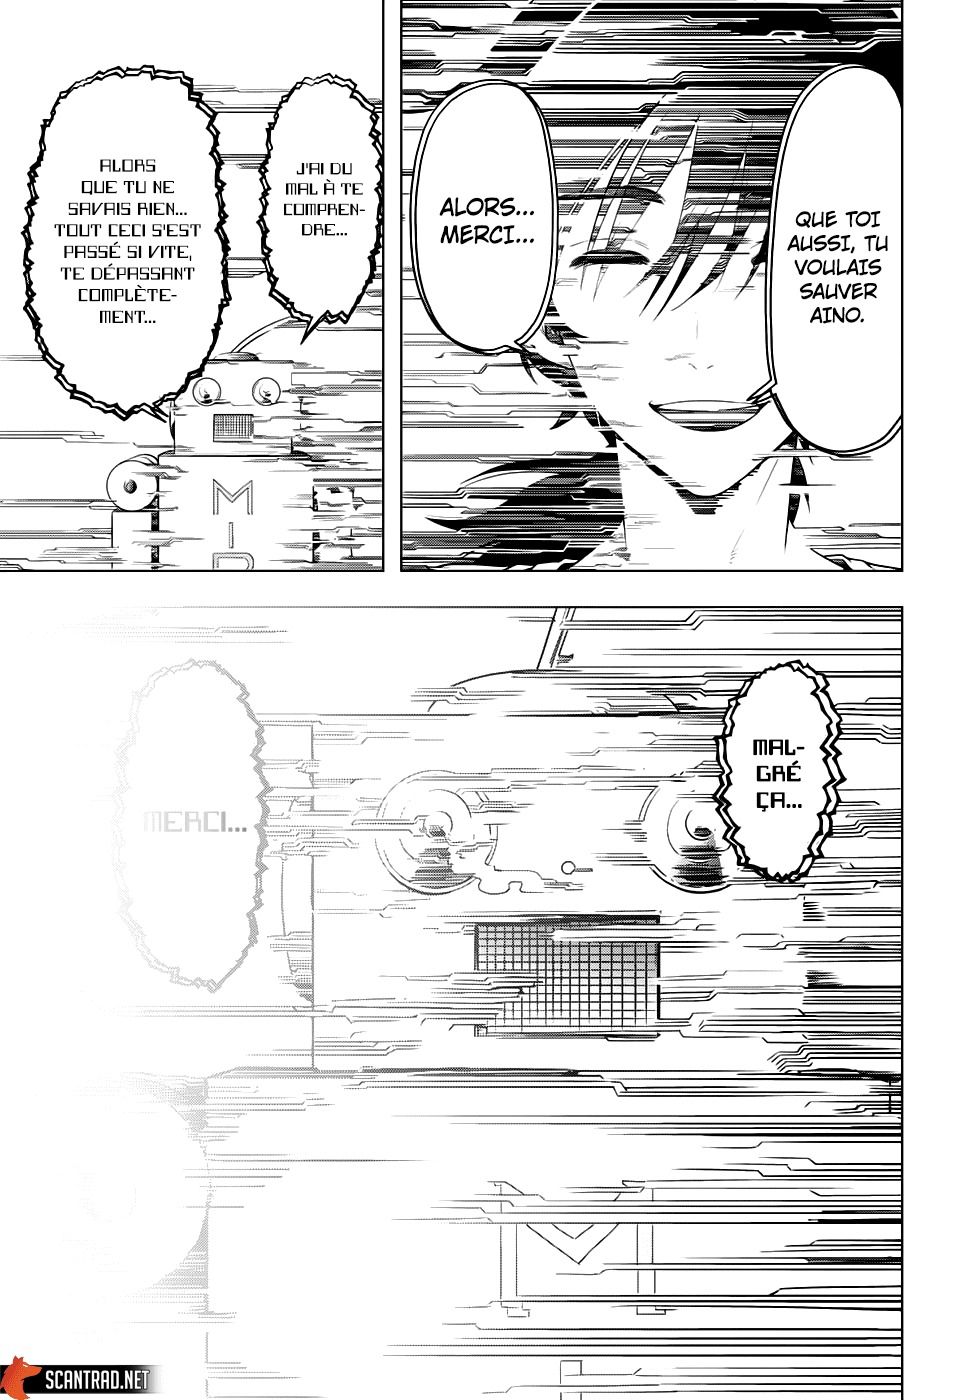 QUE TOI
AUSSI, TU
VOULAIS
SAUVER
AINO.
ALORS...
MERCI...
J'AI DU
MAL À TE
COMPREN-
DRE...
ALORS
QUE TU NE
SAVAIS RIEN...
TOUT CECI S'EST
PASSÉ SI VITE,
TE DÉPASSANT
COMPLÈTE-
MENT...
MIR
MAL-
GRÉ
ÇA...
MERCI...
SCANTRAD.NET